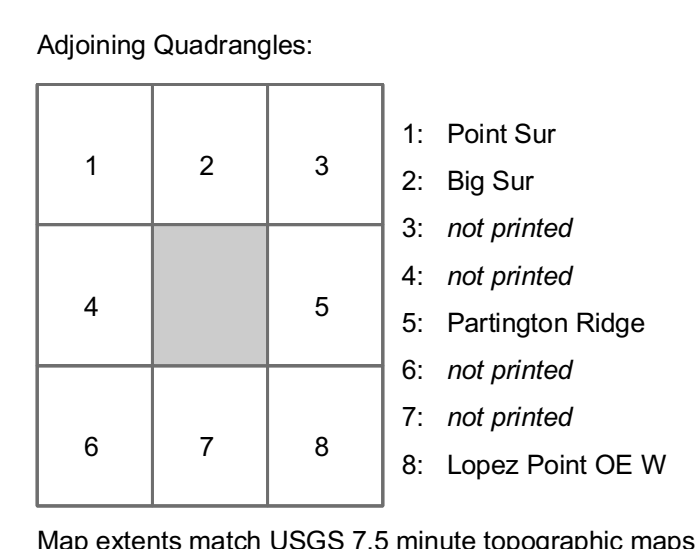 Adjoining Quadrangles:
1 2 3
4 5
6 7 8
1: Point Sur
2: Big Sur
3: not printed
4: not printed
5: Partington Ridge
6: not printed
7: not printed
8: Lopez Point OE W
Map extents match USGS 7.5 minute topographic maps